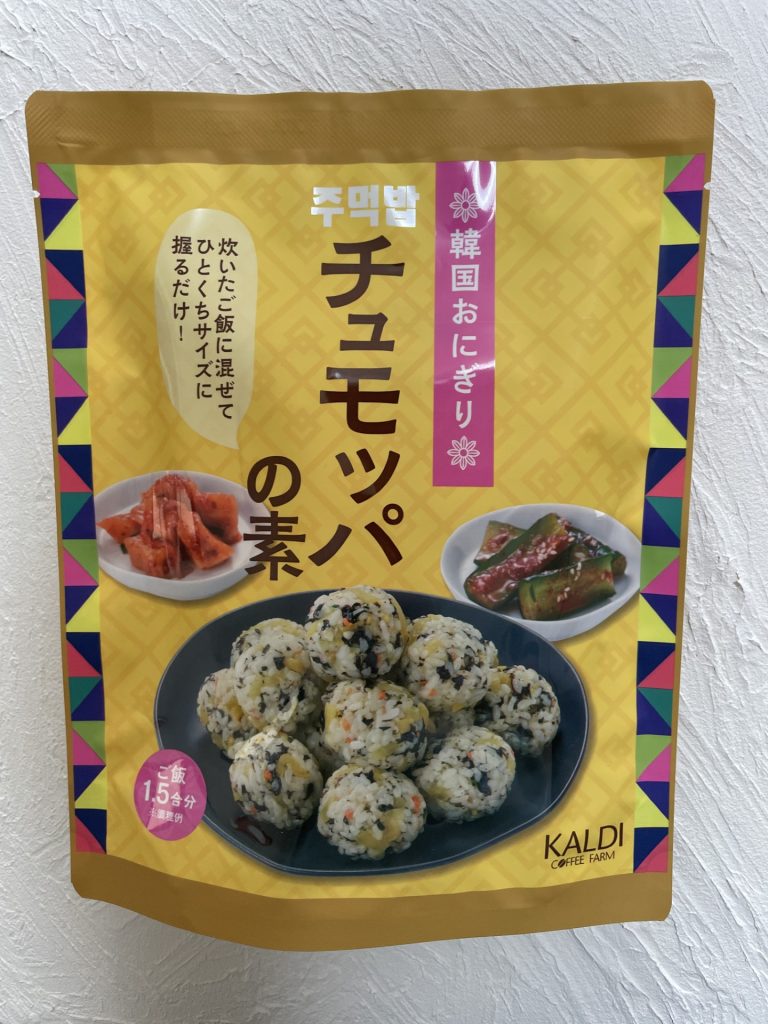 韓国おにぎり
주먹밥
チュモッパ
の素
炊いたご飯に混ぜて
ひとくちサイズに
握るだけ!
ご飯
1.5合分
KALDI
COFFEE FARM